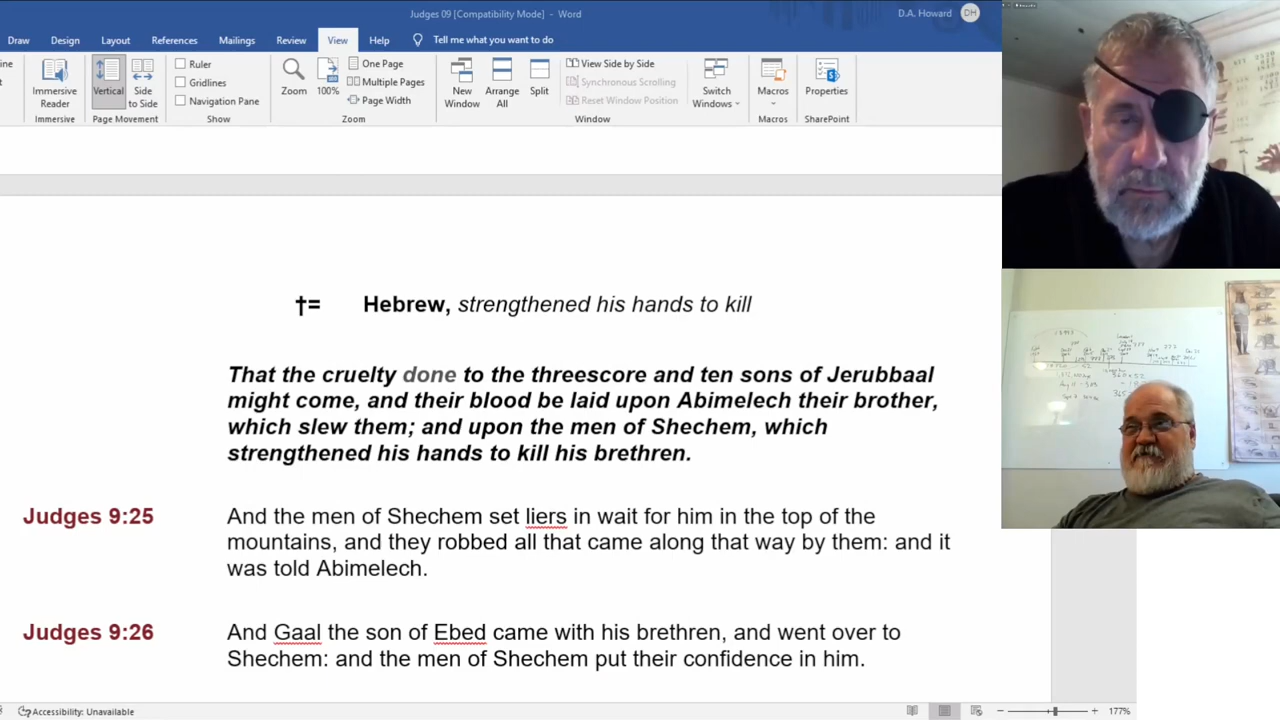 Judges 09 [Compatibility Mode] - Word
D.A. Howard
DH
Draw Design Layout References Mailings Review View Help Tell me what you want to do
Immersive Reader
Vertical
Side to Side
Ruler
Gridlines
Navigation Pane
Zoom
100%
One Page
Multiple Pages
Page Width
New Window
Arrange All
Split
View Side by Side
Synchronous Scrolling
Reset Window Position
Switch Windows
Macros
Properties
Immersive Page Movement Show Zoom Window Macros SharePoint
†= Hebrew, strengthened his hands to kill
That the cruelty done to the threescore and ten sons of Jerubbaal
might come, and their blood be laid upon Abimelech their brother,
which slew them; and upon the men of Shechem, which
strengthened his hands to kill his brethren.
Judges 9:25 And the men of Shechem set liers in wait for him in the top of the
mountains, and they robbed all that came along that way by them: and it
was told Abimelech.
Judges 9:26 And Gaal the son of Ebed came with his brethren, and went over to
Shechem: and the men of Shechem put their confidence in him.
Accessibility: Unavailable
177%